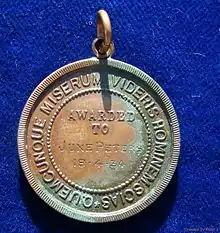 QUEMCUNQUE MISERUM VIDERIS HOMINEM SCIAS
AWARDED
TO
JUNE PETERS